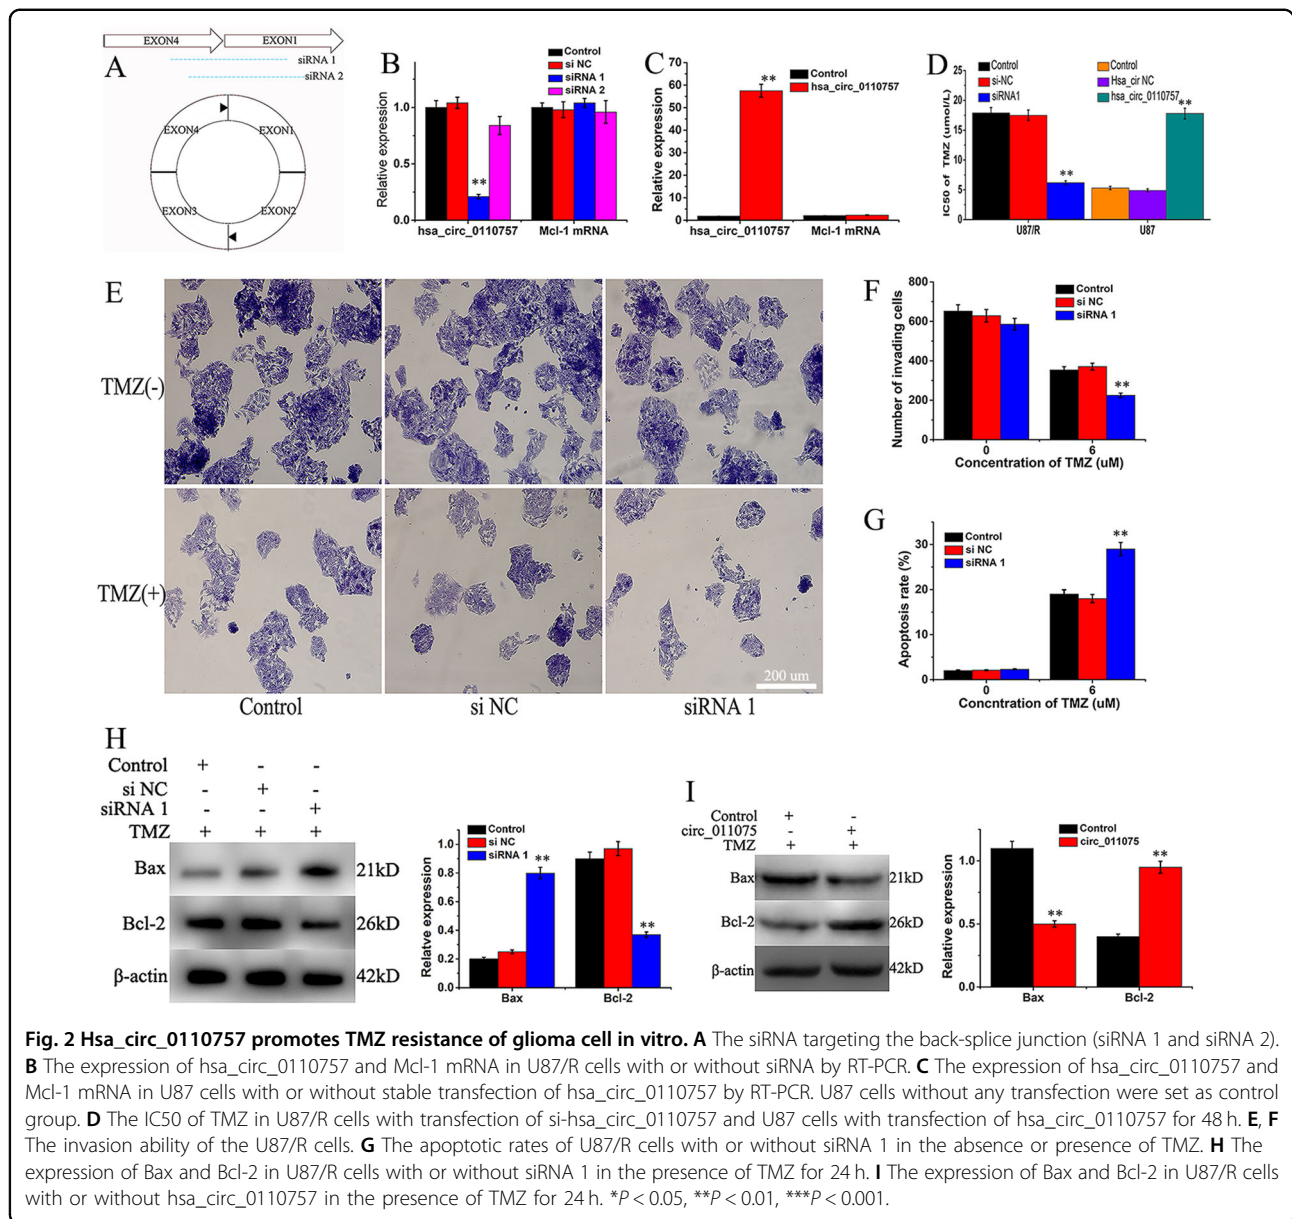 EXON4 EXON1
siRNA 1
siRNA 2
A
EXON4 EXON1
EXON3 EXON2
B
Control
si NC
siRNA 1
siRNA 2
Relative expression
1.0
0.5
0.0
**
hsa_circ_0110757 Mcl-1 mRNA
C
Control
hsa_circ_0110757
Relative expression
70
60
50
40
30
20
10
0
**
hsa_circ_0110757 Mcl-1 mRNA
D
Control
si-NC
siRNA1
Control
Hsa_cir NC
hsa_circ_0110757
IC50 of TMZ (umol/L)
20
15
10
5
0
**
**
U87/R U87
E
TMZ(-)
TMZ(+)
200 um
Control si NC siRNA 1
F
Control
si NC
siRNA 1
Number of invading cells
800
600
400
200
0
**
0 6
Concentration of TMZ (uM)
G
Control
si NC
siRNA 1
Apoptosis rate (%)
30
20
10
0
**
0 6
Concntration of TMZ (uM)
H
Control + - -
si NC - + -
siRNA 1 - - +
TMZ + + +
Bax 21kD
Bcl-2 26kD
β-actin 42kD
Control
si NC
siRNA 1
Relative expression
1.0
0.8
0.6
0.4
0.2
0.0
**
**
Bax Bcl-2
I
Control + -
circ_011075 - +
TMZ + +
Bax 21kD
Bcl-2 26kD
β-actin 42kD
Control
circ_011075
Relative expression
1.0
0.5
0.0
**
**
Bax Bcl-2
Fig. 2 Hsa_circ_0110757 promotes TMZ resistance of glioma cell in vitro. A The siRNA targeting the back-splice junction (siRNA 1 and siRNA 2).
B The expression of hsa_circ_0110757 and Mcl-1 mRNA in U87/R cells with or without siRNA by RT-PCR. C The expression of hsa_circ_0110757 and
Mcl-1 mRNA in U87 cells with or without stable transfection of hsa_circ_0110757 by RT-PCR. U87 cells without any transfection were set as control
group. D The IC50 of TMZ in U87/R cells with transfection of si-hsa_circ_0110757 and U87 cells with transfection of hsa_circ_0110757 for 48 h. E, F
The invasion ability of the U87/R cells. G The apoptotic rates of U87/R cells with or without siRNA 1 in the absence or presence of TMZ. H The
expression of Bax and Bcl-2 in U87/R cells with or without siRNA 1 in the presence of TMZ for 24 h. I The expression of Bax and Bcl-2 in U87/R cells
with or without hsa_circ_0110757 in the presence of TMZ for 24 h. *P < 0.05, **P < 0.01, ***P < 0.001.